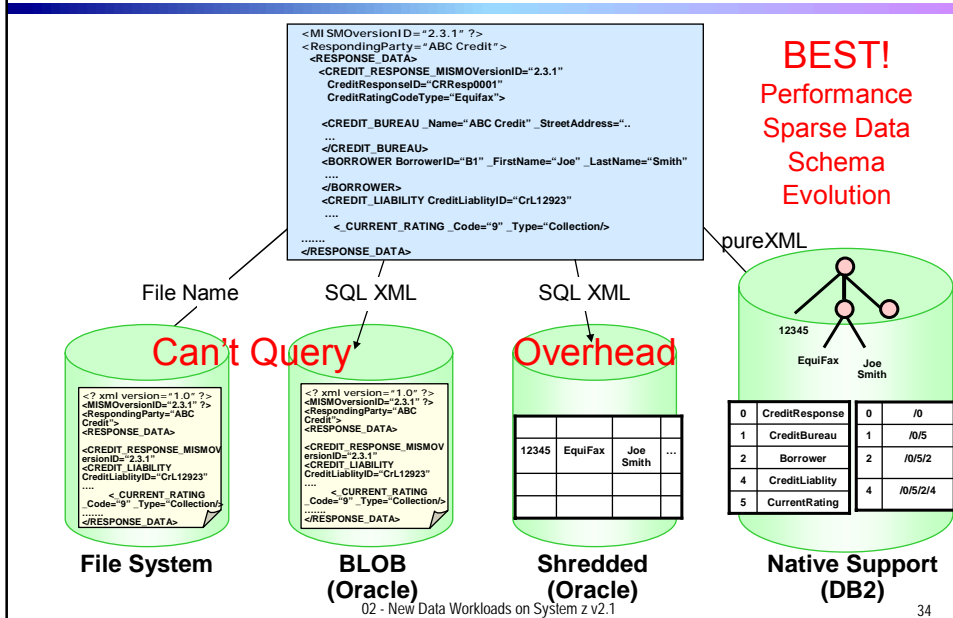 <MISMOversionID="2.3.1" ?>
<RespondingParty="ABC Credit">
<RESPONSE_DATA>
<CREDIT_RESPONSE_MISMOVersionID="2.3.1"
CreditResponseID="CRResp0001"
CreditRatingCodeType="Equifax">
<CREDIT_BUREAU _Name="ABC Credit" _StreetAddress="..
...
</CREDIT_BUREAU>
<BORROWER BorrowerID="B1" _FirstName="Joe" _LastName="Smith"
....
</BORROWER>
<CREDIT_LIABILITY CreditLiablityID="CrL12923"
....
<_CURRENT_RATING _Code="9" _Type="Collection/>
.......
</RESPONSE_DATA>
BEST!
Performance
Sparse Data
Schema
Evolution
File Name
SQL XML
SQL XML
pureXML
Can't Query
Overhead
<? xml version="1.0" ?>
<MISMOversionID="2.3.1" ?>
<RespondingParty="ABC
Credit">
<RESPONSE_DATA>
<CREDIT_RESPONSE_MISMOV
ersionID="2.3.1"
<CREDIT_LIABILITY
CreditLiablityID="CrL12923"
....
<_CURRENT_RATING
_Code="9" _Type="Collection/>
.......
</RESPONSE_DATA>
<? xml version="1.0" ?>
<MISMOversionID="2.3.1" ?>
<RespondingParty="ABC
Credit">
<RESPONSE_DATA>
<CREDIT_RESPONSE_MISMOV
ersionID="2.3.1"
<CREDIT_LIABILITY
CreditLiablityID="CrL12923"
....
<_CURRENT_RATING
_Code="9" _Type="Collection/>
.......
</RESPONSE_DATA>
12345 EquiFax Joe Smith ...
12345
EquiFax
Joe
Smith
0 CreditResponse
1 CreditBureau
2 Borrower
4 CreditLiablity
5 CurrentRating
0 /0
1 /0/5
2 /0/5/2
4 /0/5/2/4
File System
BLOB
(Oracle)
Shredded
(Oracle)
Native Support
(DB2)
02 - New Data Workloads on System z v2.1
34